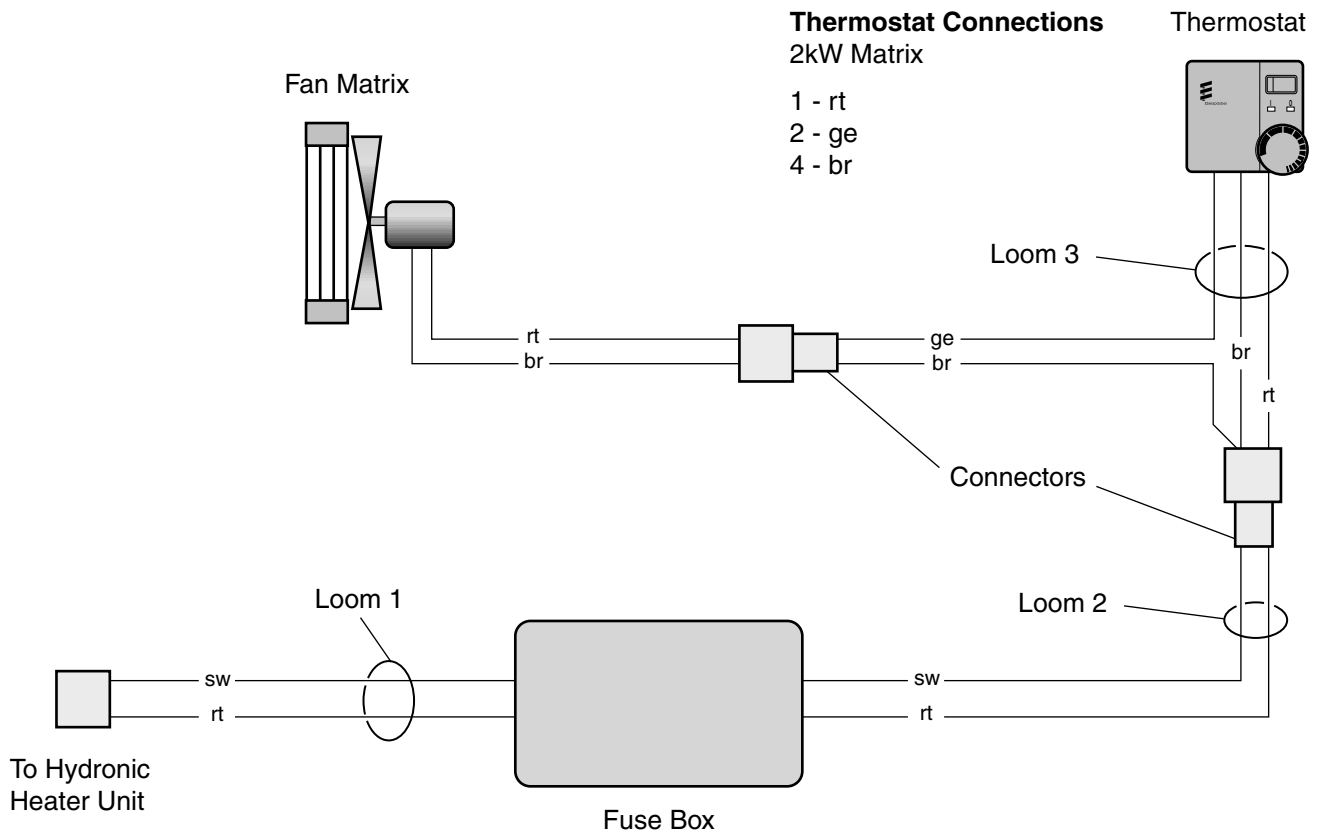 Thermostat Connections
2kW Matrix
1 - rt
2 - ge
4 - br
Thermostat
Fan Matrix
Loom 3
rt
br
ge
br
br
rt
Connectors
Loom 1
Loom 2
sw
rt
sw
rt
To Hydronic
Heater Unit
Fuse Box